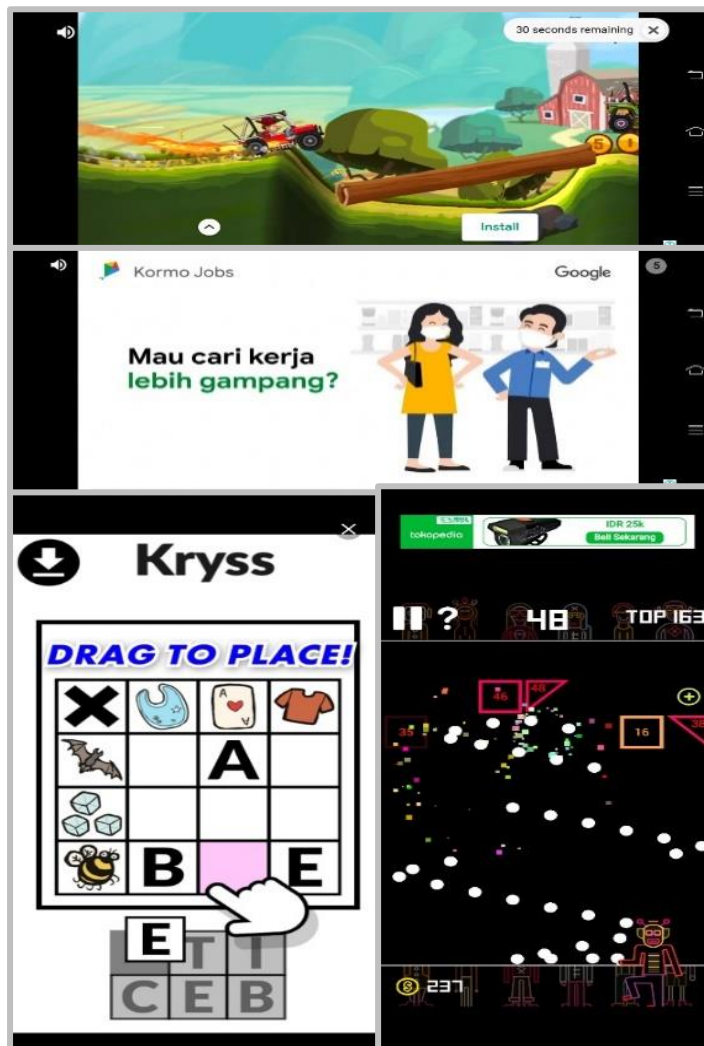 30 seconds remaining
5
Install
Kormo Jobs
Google
5
Mau cari kerja
lebih gampang?
Kryss
DRAG TO PLACE!
A
A
A
B E
E
T I
C E B
tokopedia
IDR 25k
Beli Sekarang
48
TOP 163
?
46
48
35
16
38
237